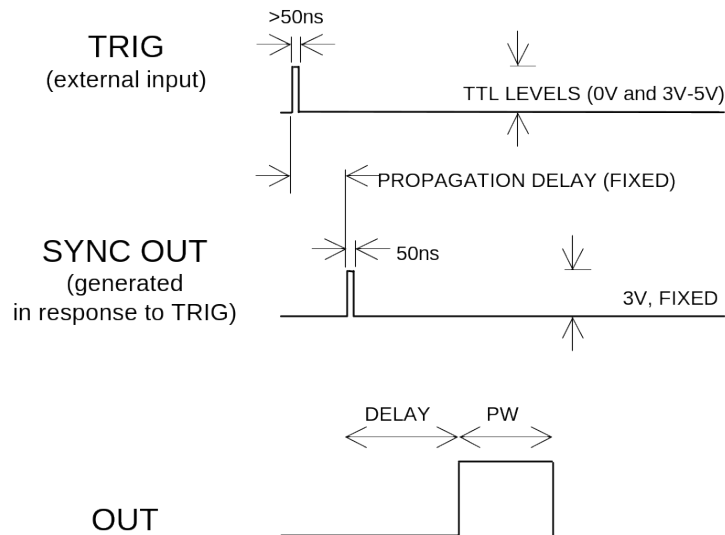 >50ns
TRIG
(external input)
TTL LEVELS (0V and 3V-5V)
PROPAGATION DELAY (FIXED)
SYNC OUT
(generated
in response to TRIG)
50ns
3V, FIXED
DELAY
PW
OUT